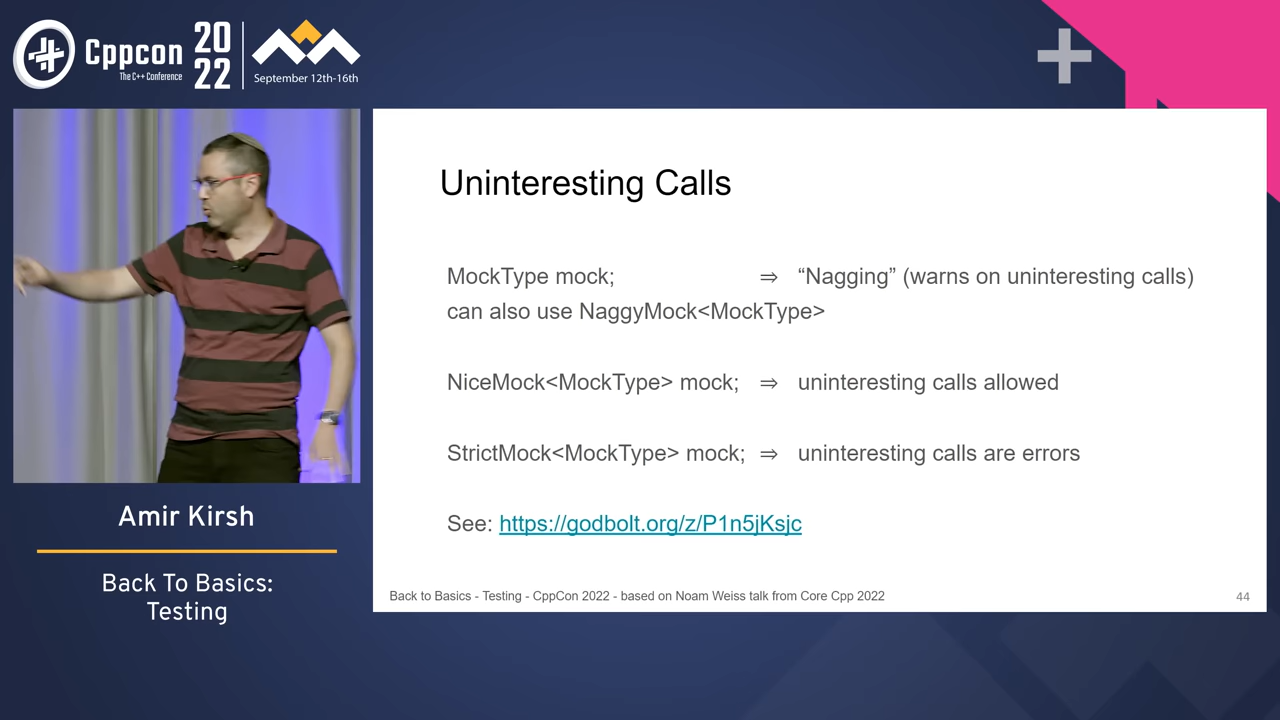 Cppcon
The C++ Conference
20
22
September 12th-16th
Uninteresting Calls
MockType mock; ⇒ “Nagging” (warns on uninteresting calls)
can also use NaggyMock<MockType>
NiceMock<MockType> mock; ⇒ uninteresting calls allowed
StrictMock<MockType> mock; ⇒ uninteresting calls are errors
See: https://godbolt.org/z/P1n5jKsjc
Back to Basics - Testing - CppCon 2022 - based on Noam Weiss talk from Core Cpp 2022
44
Amir Kirsh
Back To Basics:
Testing